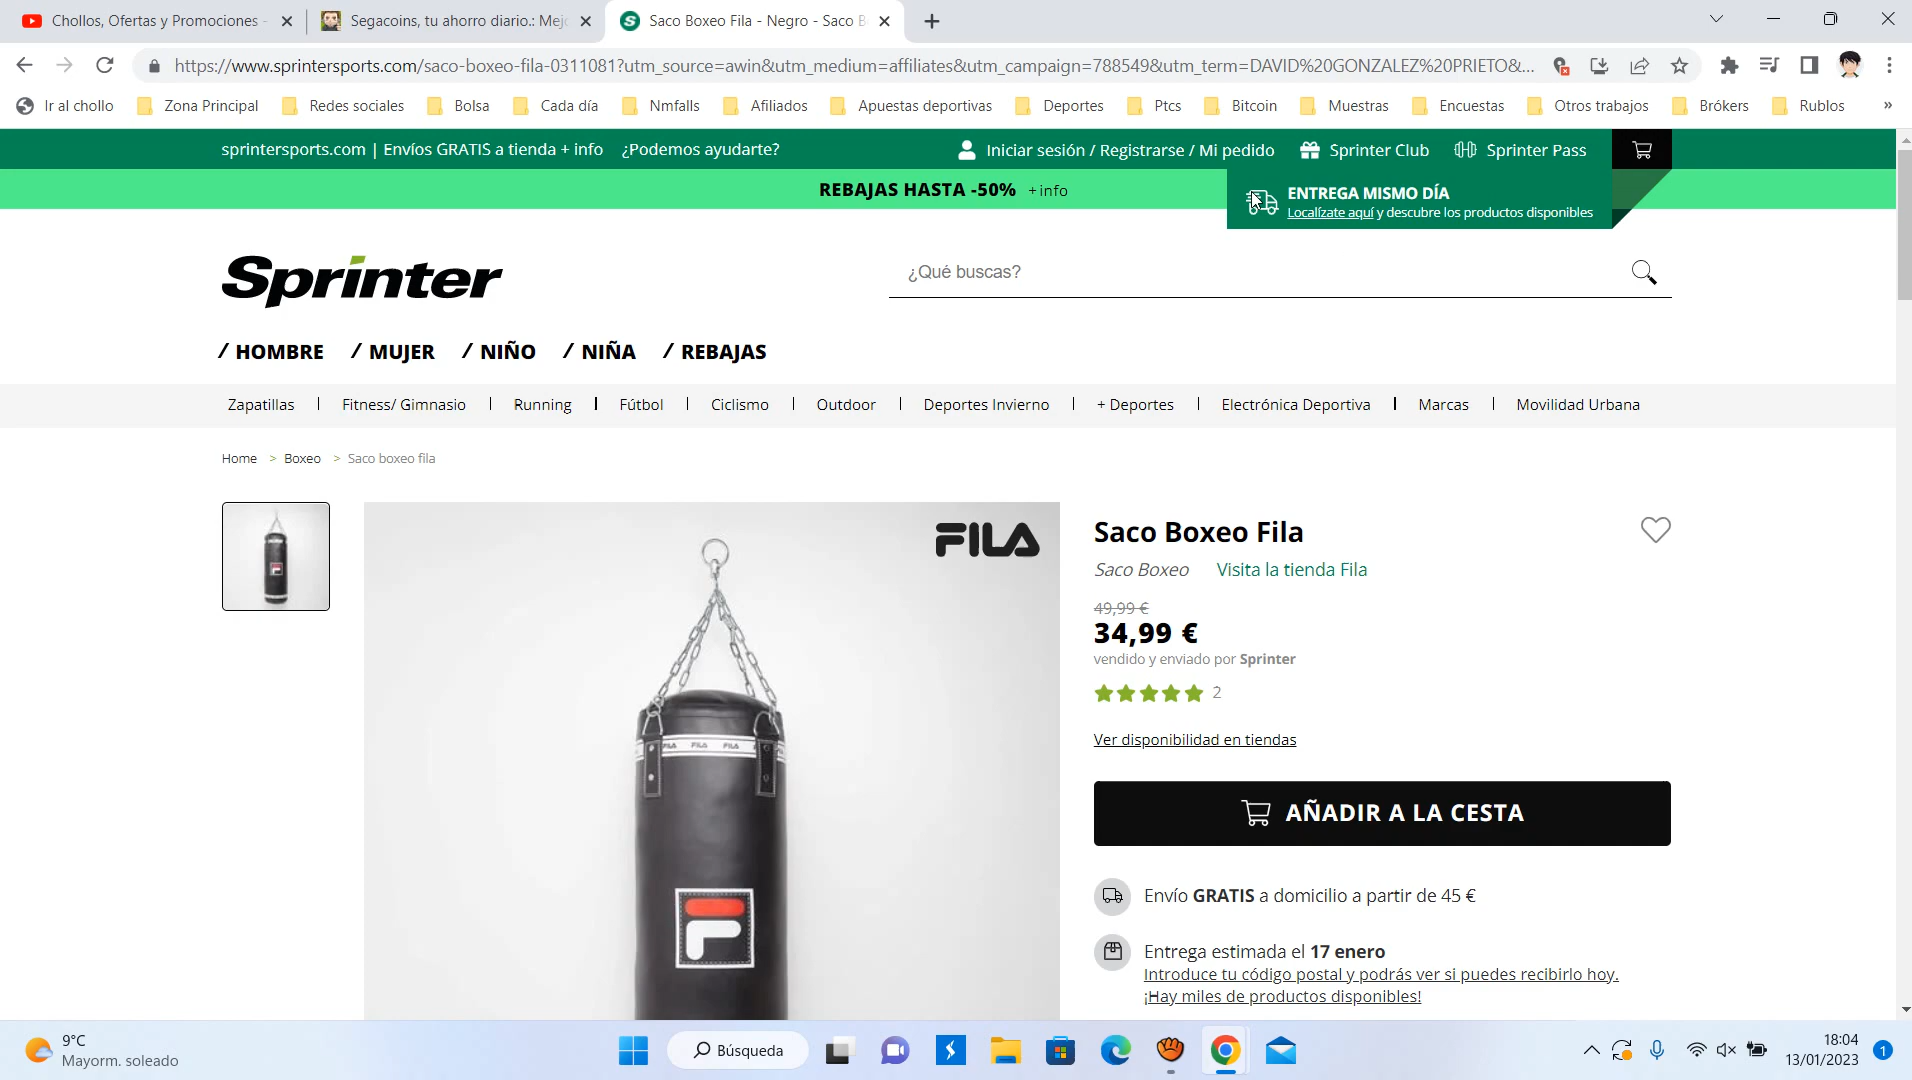 Chollos, Ofertas y Promociones -
Segacoins, tu ahorro diario.: Mej
Saco Boxeo Fila - Negro - Saco B
https://www.sprintersports.com/saco-boxeo-fila-0311081?utm_source=awin&utm_medium=affiliates&utm_campaign=788549&utm_term=DAVID%20GONZALEZ%20PRIETO&...
Ir al chollo
Zona Principal
Redes sociales
Bolsa
Cada día
Nmfalls
Afiliados
Apuestas deportivas
Deportes
Ptcs
Bitcoin
Muestras
Encuestas
Otros trabajos
Brókers
Rublos
»
sprintersports.com | Envíos GRATIS a tienda + info
¿Podemos ayudarte?
Iniciar sesión / Registrarse / Mi pedido
Sprinter Club
Sprinter Pass
REBAJAS HASTA -50% +info
ENTREGA MISMO DÍA
Localízate aquí y descubre los productos disponibles
Sprinter
¿Qué buscas?
/ HOMBRE / MUJER / NIÑO / NIÑA / REBAJAS
Zapatillas | Fitness/ Gimnasio | Running | Fútbol | Ciclismo | Outdoor | Deportes Invierno | + Deportes | Electrónica Deportiva | Marcas | Movilidad Urbana
Home > Boxeo > Saco boxeo fila
FILA
FILA FILA FILA
Saco Boxeo Fila
Saco Boxeo Visita la tienda Fila
49,99 €
34,99 €
vendido y enviado por Sprinter
2
Ver disponibilidad en tiendas
AÑADIR A LA CESTA
Envío GRATIS a domicilio a partir de 45 €
Entrega estimada el 17 enero
Introduce tu código postal y podrás ver si puedes recibirlo hoy.
¡Hay miles de productos disponibles!
9°C
Mayorm. soleado
Búsqueda
18:04
13/01/2023
1